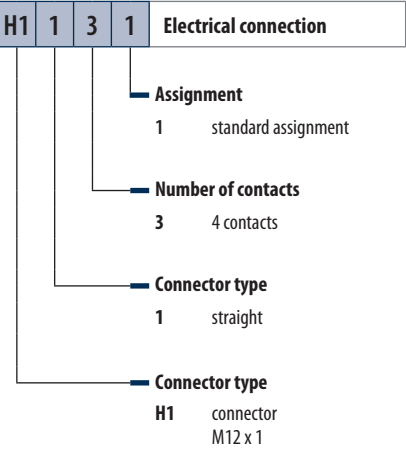 H1 1 3 1 Electrical connection
Assignment
1 standard assignment
Number of contacts
3 4 contacts
Connector type
1 straight
Connector type
H1 connector
M12 x 1